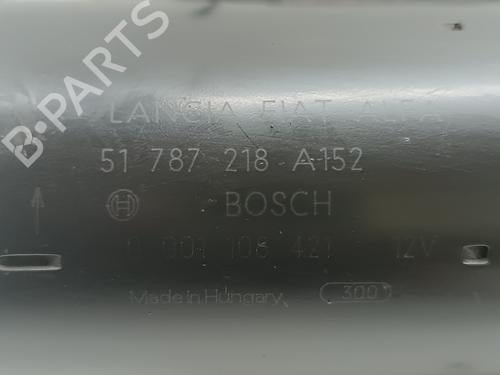 B-PARTS
LANCIA FIAT ALFA
51 787 218 A152
BOSCH
0 001 108 421 12V
Made in Hungary 300